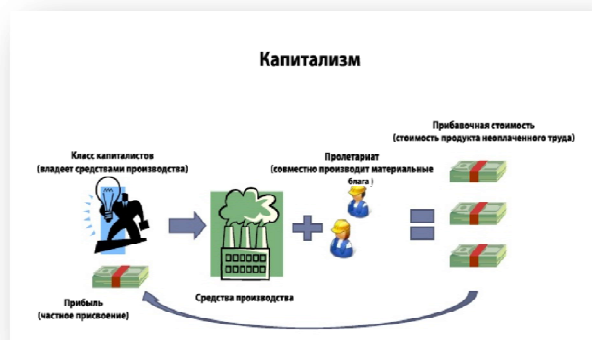 Капитализм
Прибавочная стоимость
(стоимость продукта неоплаченного труда)
Класс капиталистов
(владеет средствами производства)
Пролетариат
(совместно производит материальные
блага )
Средства производства
Прибыль
(частное присвоение)